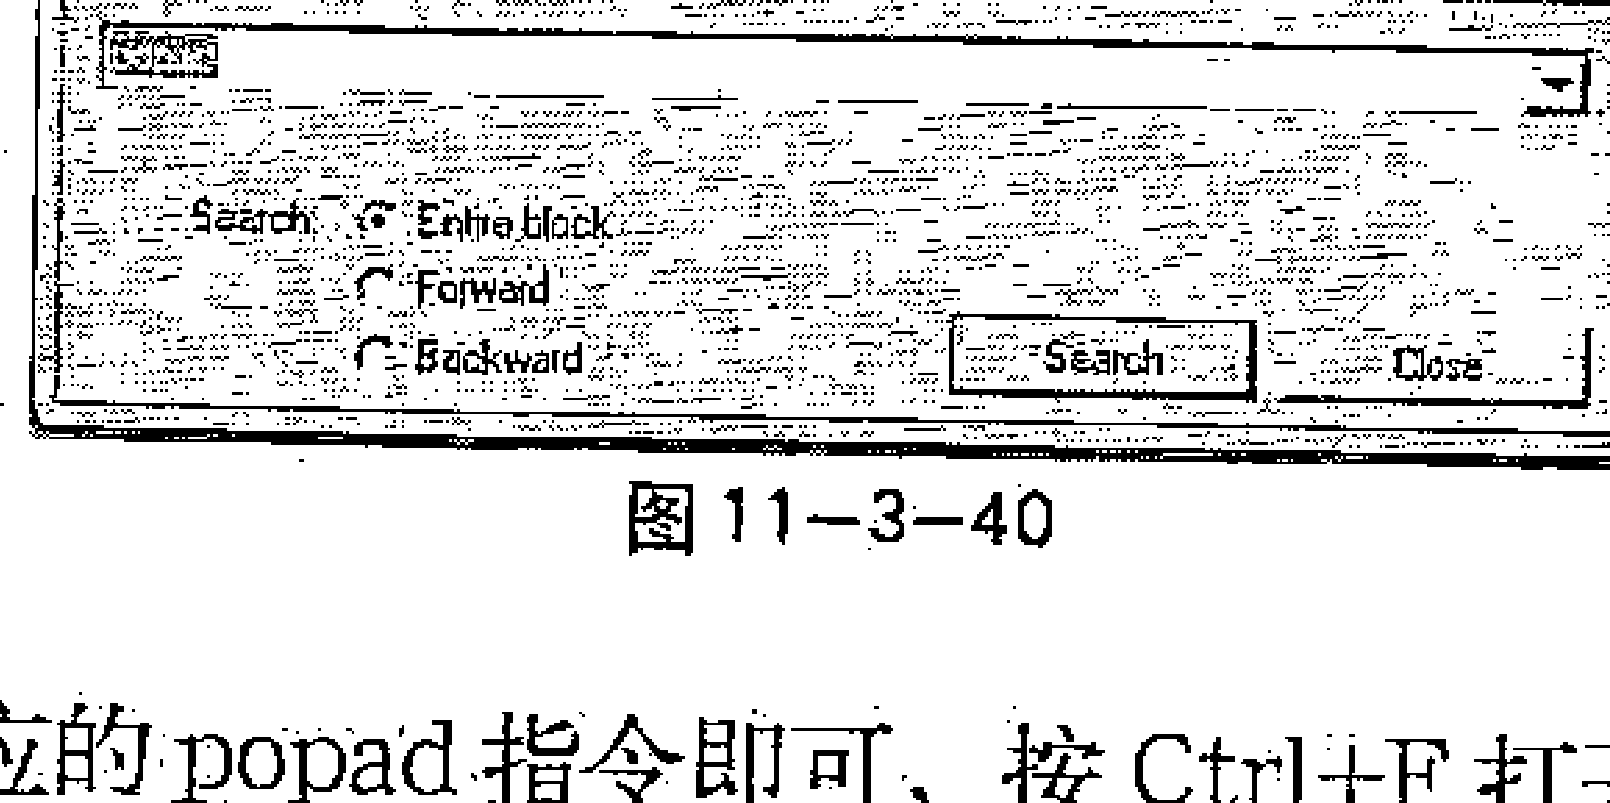 Search: Entire block
Forward
Backward
Search Close
图 11-3-40
的 popad 指令即可、按 Ctrl+F 打